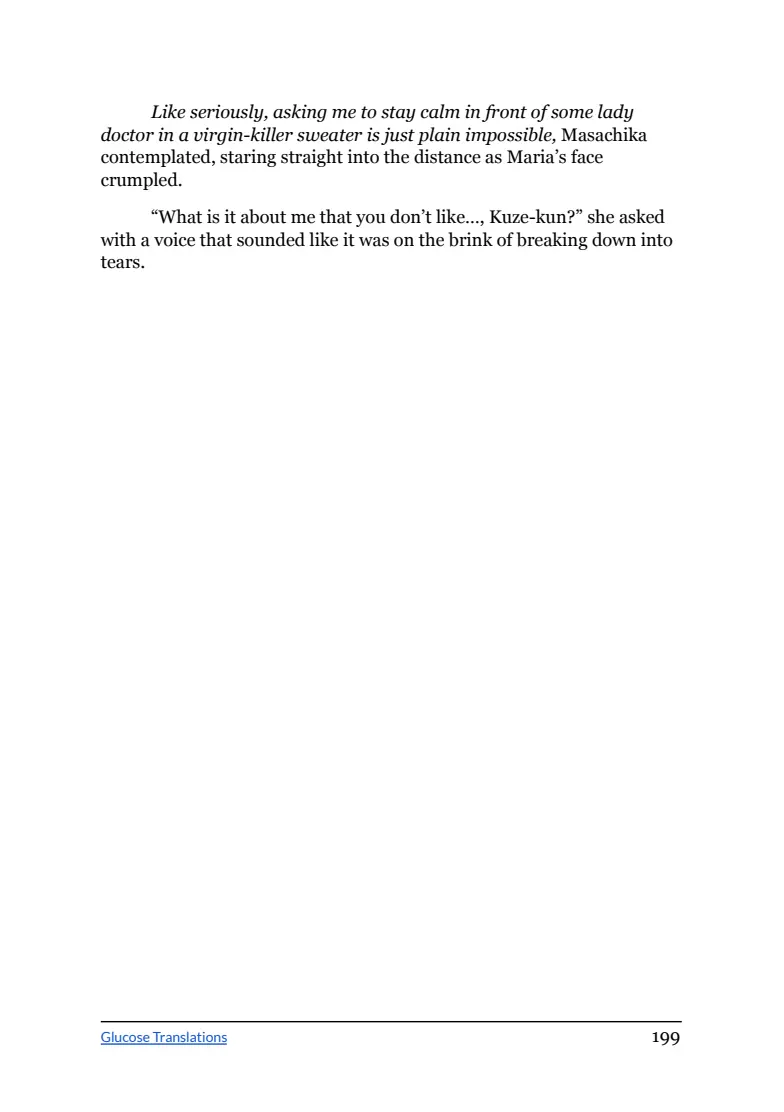 Like seriously, asking me to stay calm in front of some lady
doctor in a virgin-killer sweater is just plain impossible, Masachika
contemplated, staring straight into the distance as Maria’s face
crumpled.
“What is it about me that you don’t like..., Kuze-kun?” she asked
with a voice that sounded like it was on the brink of breaking down into
tears.
Glucose Translations
199